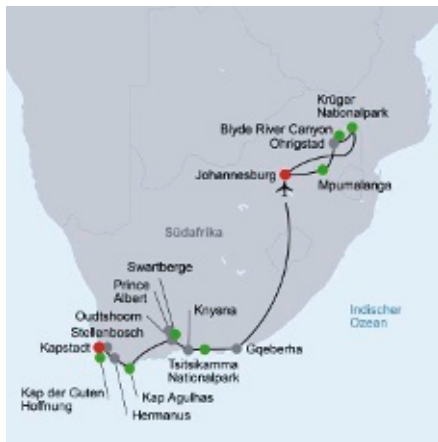 Krüger
Nationalpark
Blyde River Canyon
Ohrigstad
Johannesburg
Mpumalanga
Südafrika
Swartberge
Prince
Albert
Knysna
Oudtshoorn
Stellenbosch
Kapstadt
Indischer
Ozean
Tsitsikamma
Nationalpark
Gqeberha
Kap der Guten
Hoffnung
Kap Agulhas
Hermanus